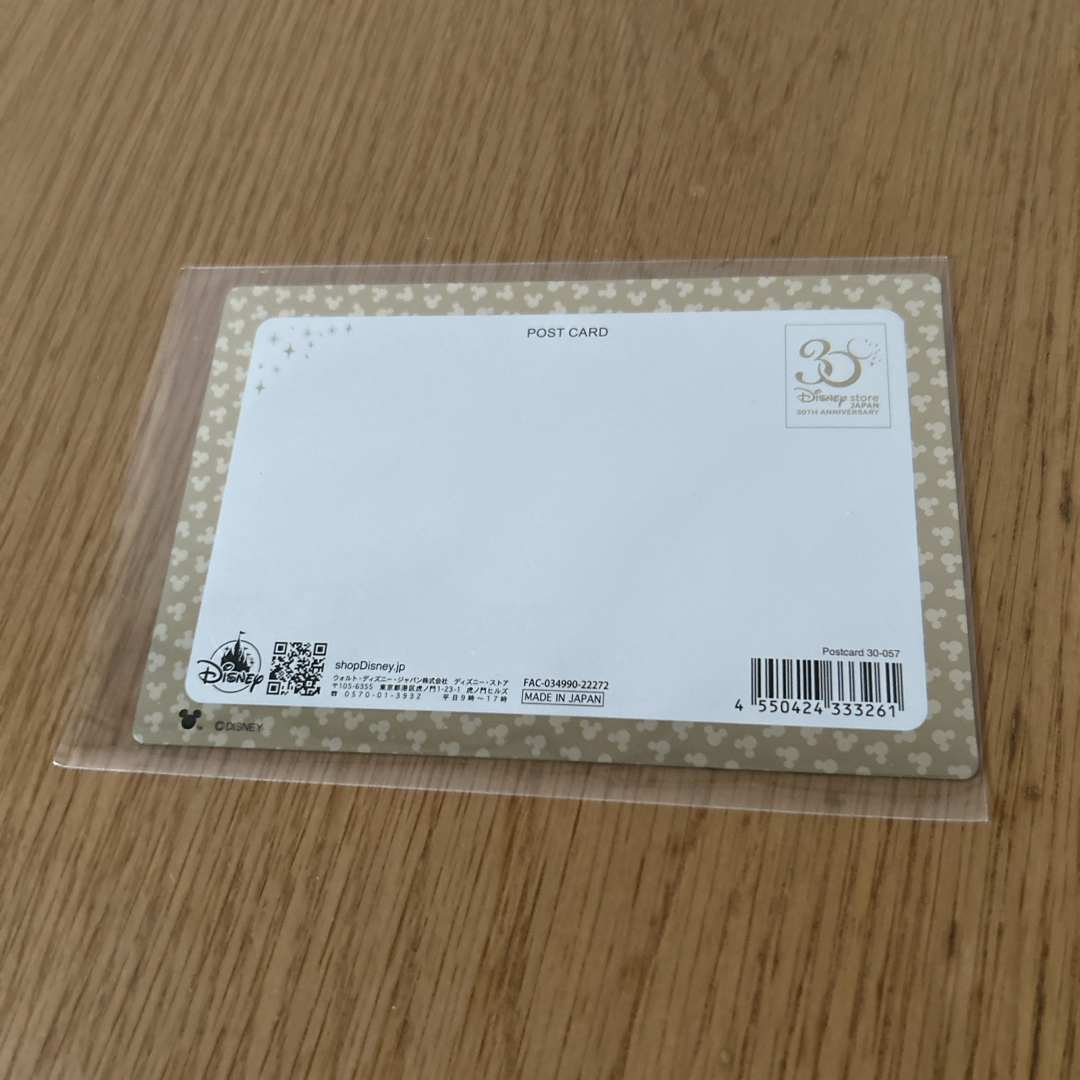 POST CARD
30
Disney store
JAPAN
30TH ANNIVERSARY
Postcard 30-057
Disney
shopDisney.jp
ウォルト・ディズニー・ジャパン株式会社 ディズニー・ストア
〒105-6355 東京都港区虎ノ門1-23-1 虎ノ門ヒルズ
☎ 0570-01-3932 平日9時〜17時
FAC-034990-22272
MADE IN JAPAN
4 550424 333261
©DISNEY